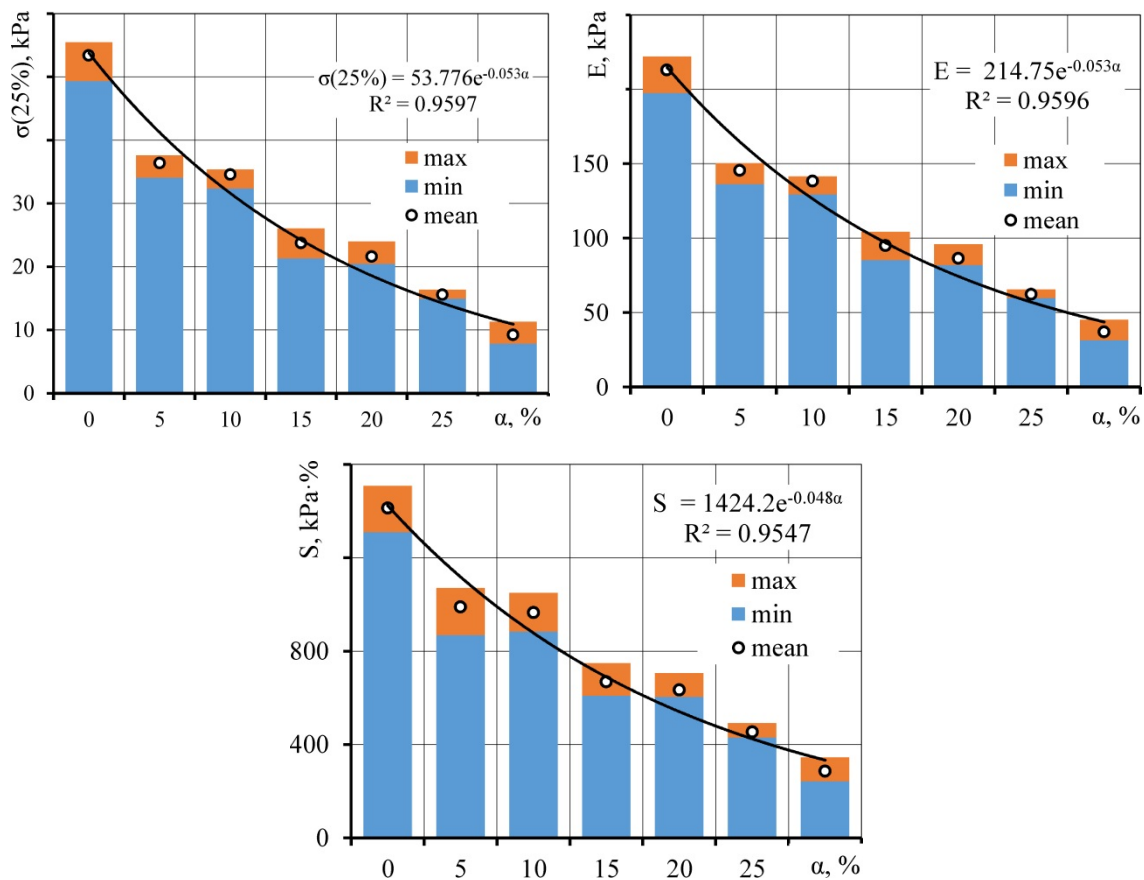 σ(25%), kPa
σ(25%) = 53.776e^-0.053α
R² = 0.9597
max
min
mean
30
20
10
0
0 5 10 15 20 25 α, %
E, kPa
E = 214.75e^-0.053α
R² = 0.9596
max
min
mean
150
100
50
0
0 5 10 15 20 25 α, %
S, kPa·%
S = 1424.2e^-0.048α
R² = 0.9547
max
min
mean
800
400
0
0 5 10 15 20 25 α, %